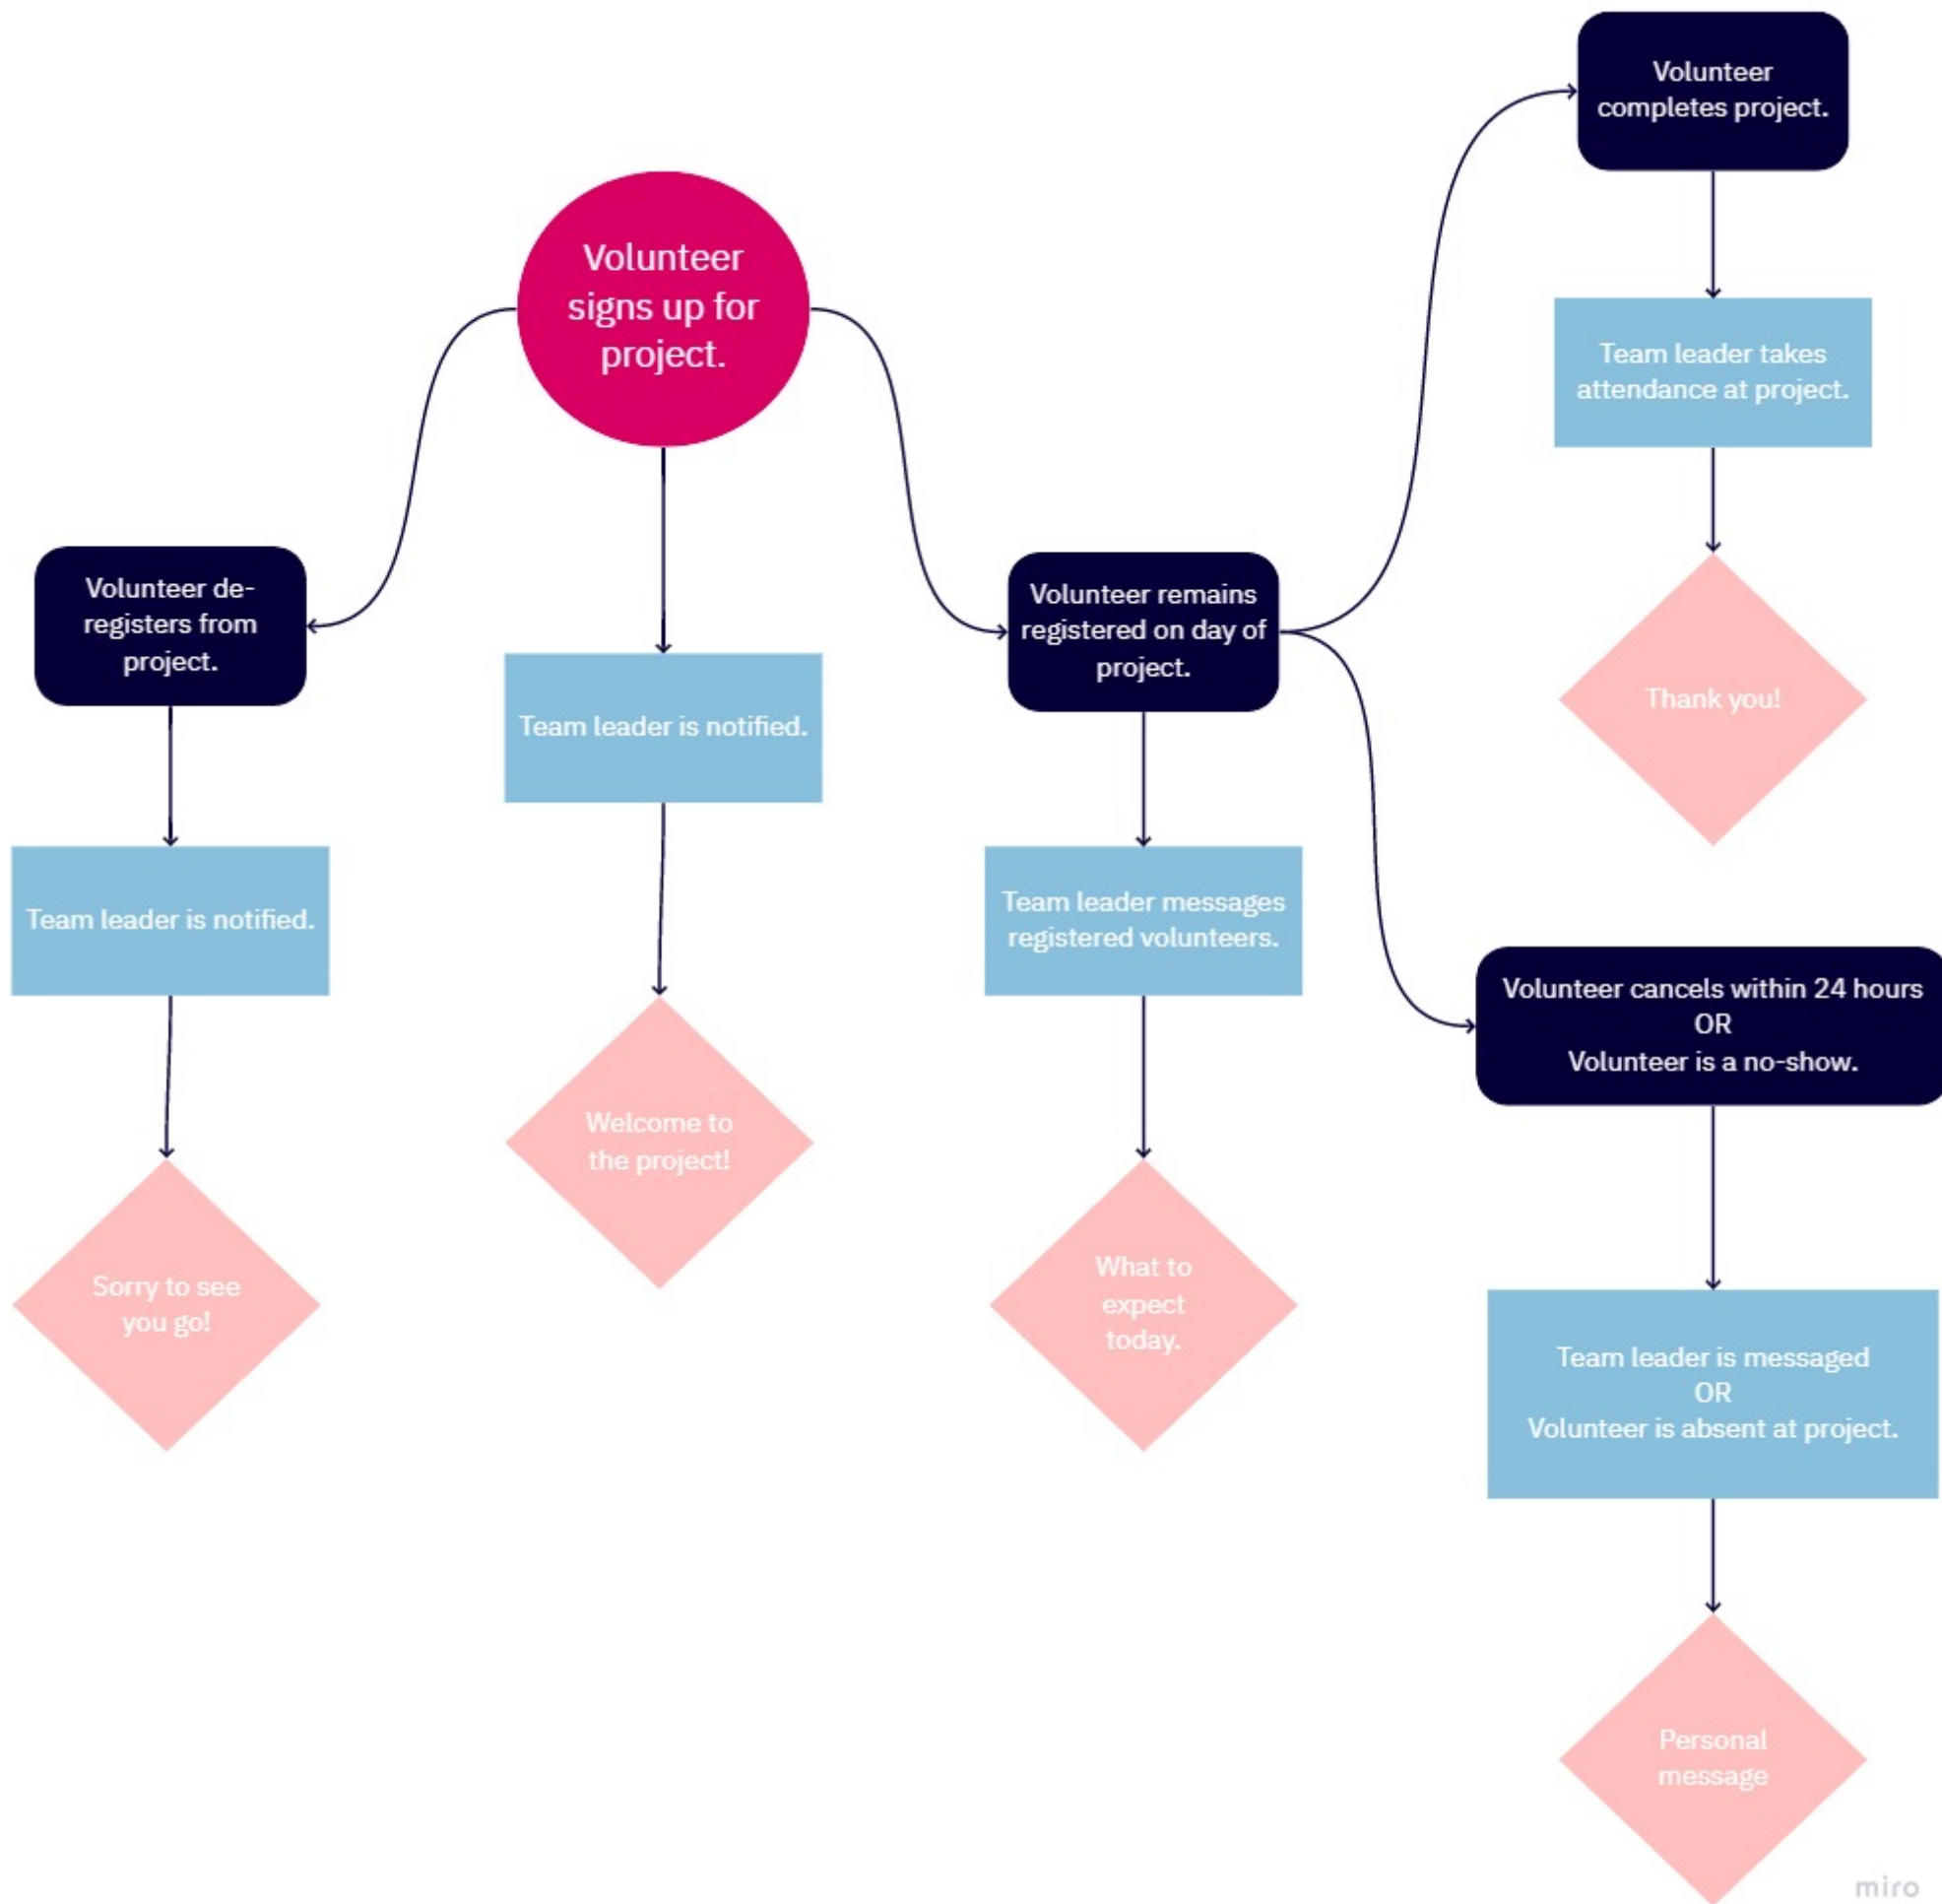 Volunteer
signs up for
project.
Volunteer de-
registers from
project.
Team leader is notified.
Sorry to see
you go!
Team leader is notified.
Welcome to
the project!
Volunteer remains
registered on day of
project.
Team leader messages
registered volunteers.
What to
expect
today.
Volunteer
completes project.
Team leader takes
attendance at project.
Thank you!
Volunteer cancels within 24 hours
OR
Volunteer is a no-show.
Team leader is messaged
OR
Volunteer is absent at project.
Personal
message
miro